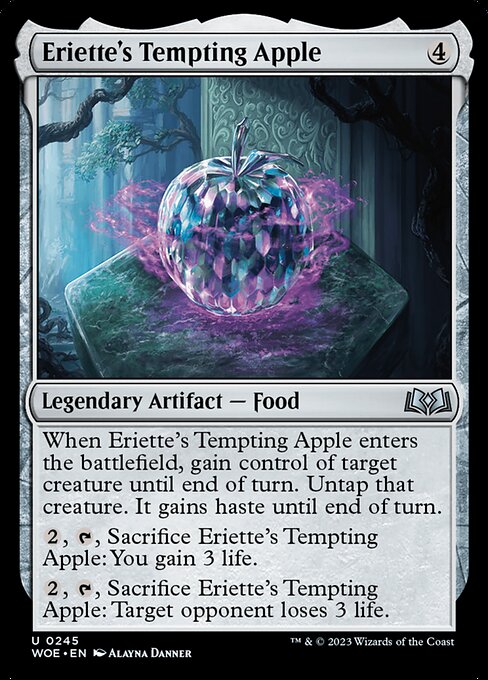 Eriette's Tempting Apple 4
Legendary Artifact — Food
When Eriette's Tempting Apple enters
the battlefield, gain control of target
creature until end of turn. Untap that
creature. It gains haste until end of turn.
2, , Sacrifice Eriette's Tempting
Apple: You gain 3 life.
2, , Sacrifice Eriette's Tempting
Apple: Target opponent loses 3 life.
U 0245
WOE • EN Alayna Danner
™ & © 2023 Wizards of the Coast